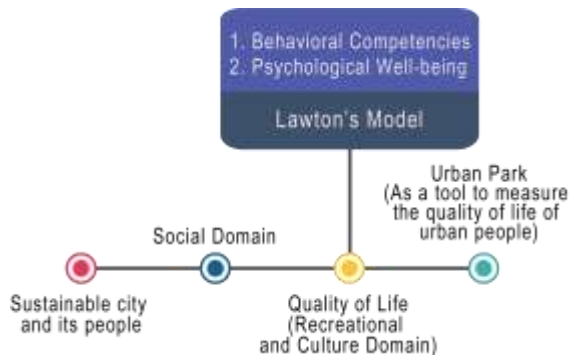 1. Behavioral Competencies
2. Psychological Well-being
Lawton's Model
Urban Park
(As a tool to measure
the quality of life of
urban people)
Social Domain
Sustainable city
and its people
Quality of Life
(Recreational
and Culture Domain)